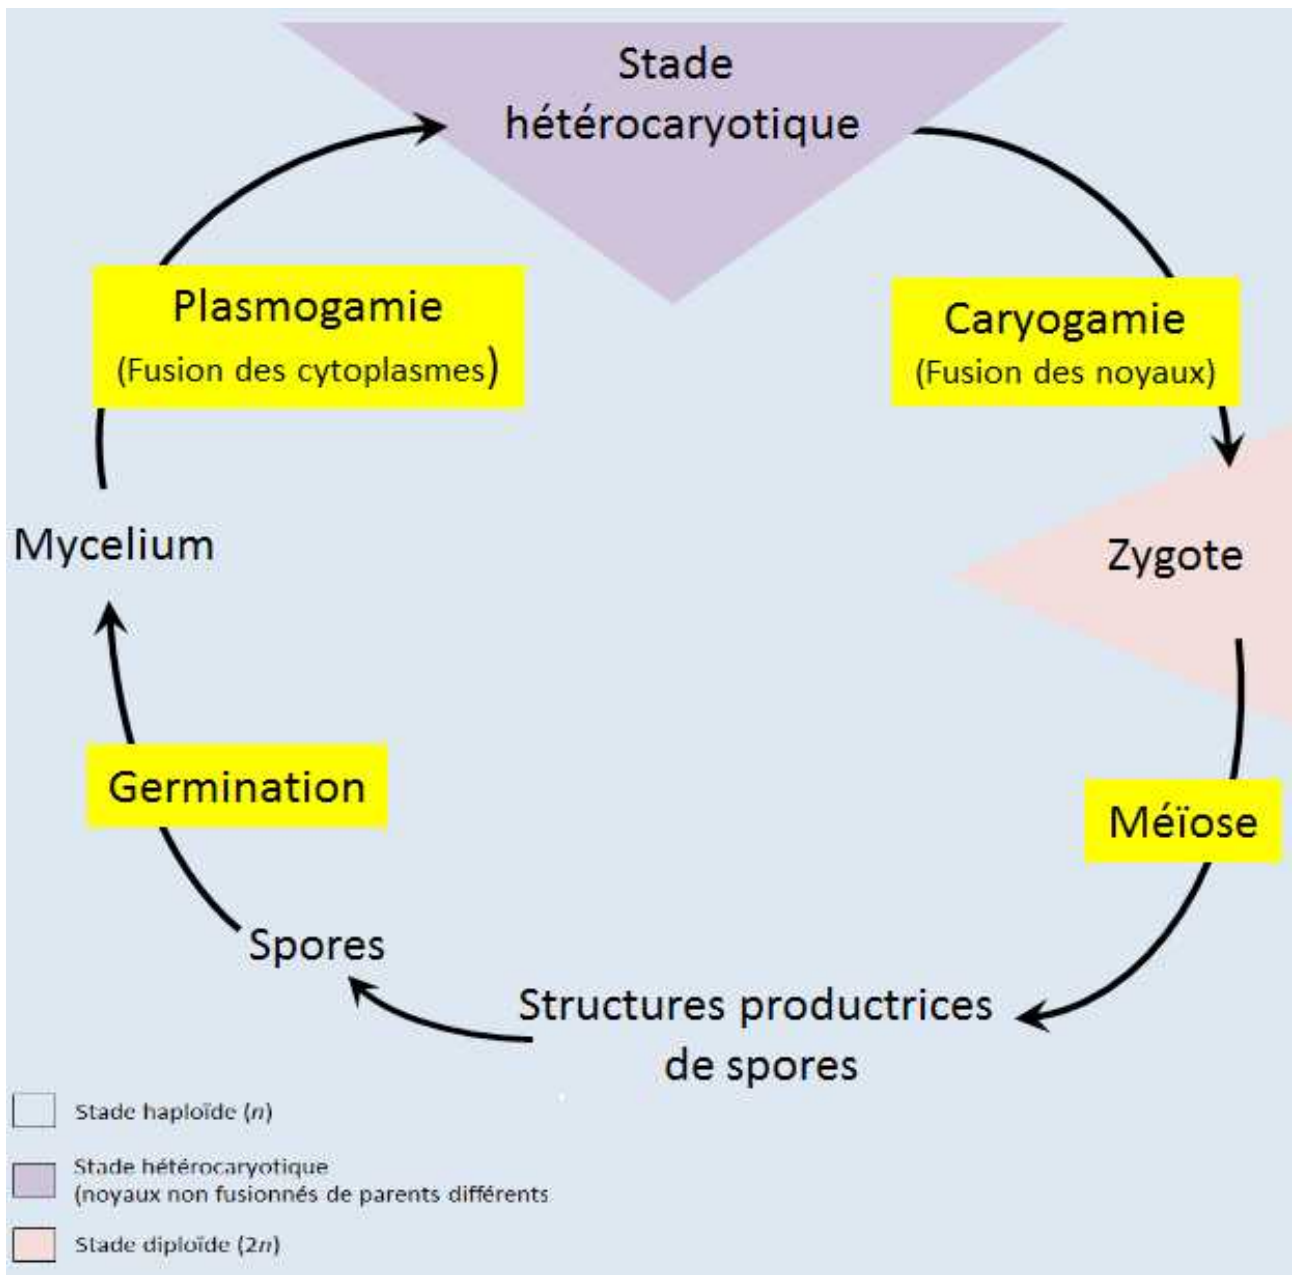 Stade
hétérocaryotique
Plasmogamie
(Fusion des cytoplasmes)
Caryogamie
(Fusion des noyaux)
Mycelium
Zygote
Germination
Méïose
Spores
Structures productrices
de spores
Stade haploïde (n)
Stade hétérocaryotique
(noyaux non fusionnés de parents différents
Stade diploïde (2n)